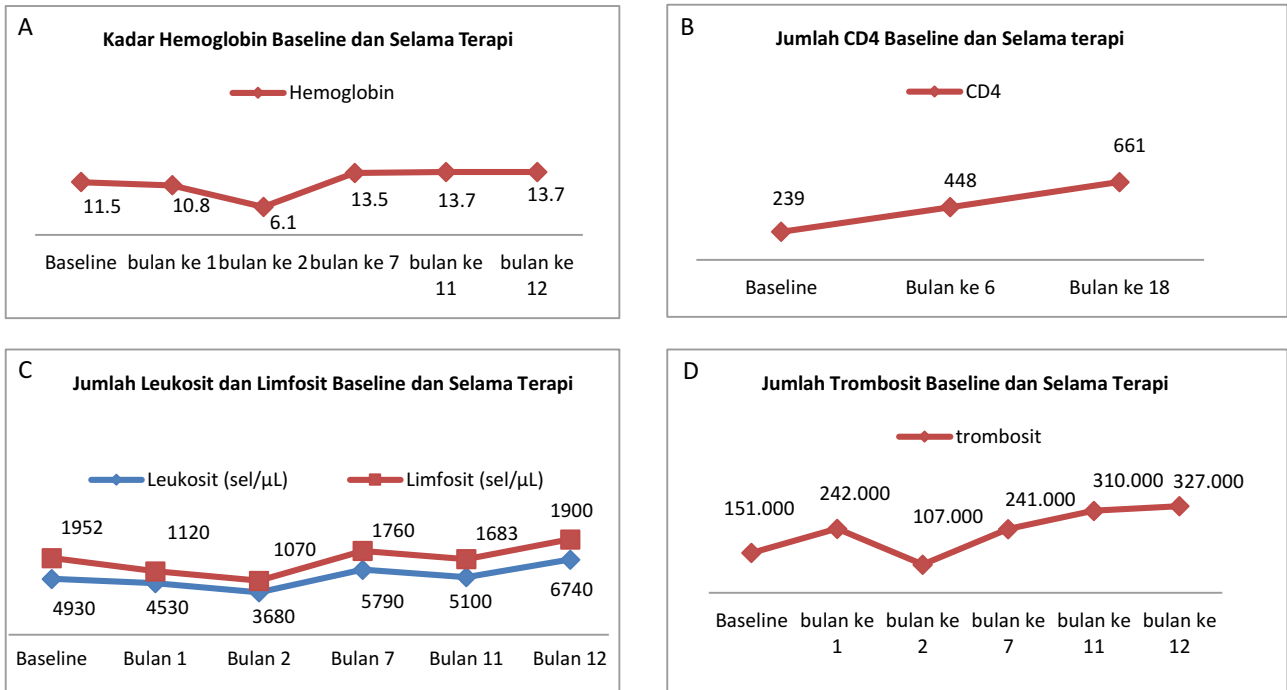 A
Kadar Hemoglobin Baseline dan Selama Terapi
Hemoglobin
11.5 10.8 6.1 13.5 13.7 13.7
Baseline bulan ke 1 bulan ke 2 bulan ke 7 bulan ke 11 bulan ke 12
B
Jumlah CD4 Baseline dan Selama terapi
CD4
239 448 661
Baseline Bulan ke 6 Bulan ke 18
C
Jumlah Leukosit dan Limfosit Baseline dan Selama Terapi
Leukosit (sel/µL) Limfosit (sel/µL)
1952 1120 1070 1760 1683 1900
4930 4530 3680 5790 5100 6740
Baseline Bulan 1 Bulan 2 Bulan 7 Bulan 11 Bulan 12
D
Jumlah Trombosit Baseline dan Selama Terapi
trombosit
151.000 242.000 107.000 241.000 310.000 327.000
Baseline bulan ke 1 bulan ke 2 bulan ke 7 bulan ke 11 bulan ke 12